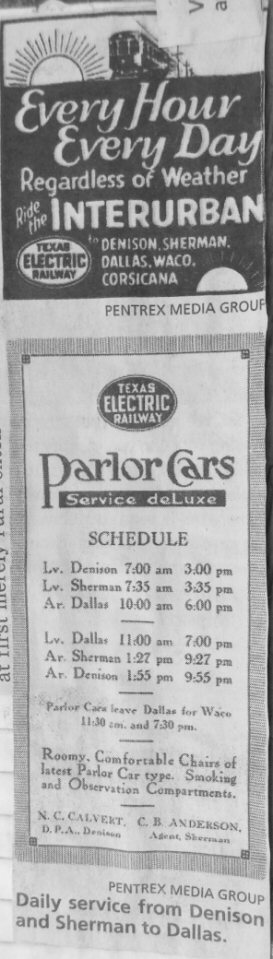 Every Hour
Every Day
Regardless of Weather
Ride the INTERURBAN
TEXAS
ELECTRIC
RAILWAY
to DENISON, SHERMAN,
DALLAS, WACO,
CORSICANA
PENTREX MEDIA GROUP
TEXAS
ELECTRIC
RAILWAY
Parlor Cars
Service deLuxe
SCHEDULE
Lv. Denison 7:00 am 3:00 pm
Lv. Sherman 7:35 am 3:35 pm
Ar. Dallas 10:00 am 6:00 pm
Lv. Dallas 11:00 am 7:00 pm
Ar. Sherman 1:27 pm 9:27 pm
Ar. Denison 1:55 pm 9:55 pm
Parlor Cars leave Dallas for Waco
11:30 am. and 7:30 pm.
Roomy, Comfortable Chairs of
latest Parlor Car type. Smoking
and Observation Compartments.
N. C. CALVERT, C. B. ANDERSON,
D. P. A., Denison Agent, Sherman
PENTREX MEDIA GROUP
Daily service from Denison
and Sherman to Dallas.
at first merely rural